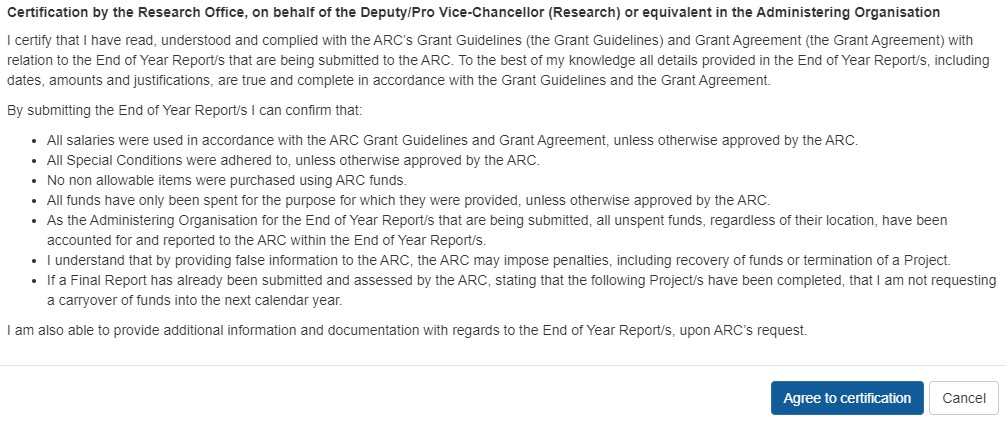 Certification by the Research Office, on behalf of the Deputy/Pro Vice-Chancellor (Research) or equivalent in the Administering Organisation
I certify that I have read, understood and complied with the ARC's Grant Guidelines (the Grant Guidelines) and Grant Agreement (the Grant Agreement) with
relation to the End of Year Report/s that are being submitted to the ARC. To the best of my knowledge all details provided in the End of Year Report/s, including
dates, amounts and justifications, are true and complete in accordance with the Grant Guidelines and the Grant Agreement.
By submitting the End of Year Report/s I can confirm that:
• All salaries were used in accordance with the ARC Grant Guidelines and Grant Agreement, unless otherwise approved by the ARC.
• All Special Conditions were adhered to, unless otherwise approved by the ARC.
• No non allowable items were purchased using ARC funds.
• All funds have only been spent for the purpose for which they were provided, unless otherwise approved by the ARC.
• As the Administering Organisation for the End of Year Report/s that are being submitted, all unspent funds, regardless of their location, have been
accounted for and reported to the ARC within the End of Year Report/s.
• I understand that by providing false information to the ARC, the ARC may impose penalties, including recovery of funds or termination of a Project.
• If a Final Report has already been submitted and assessed by the ARC, stating that the following Project/s have been completed, that I am not requesting
a carryover of funds into the next calendar year.
I am also able to provide additional information and documentation with regards to the End of Year Report/s, upon ARC's request.
Agree to certification Cancel